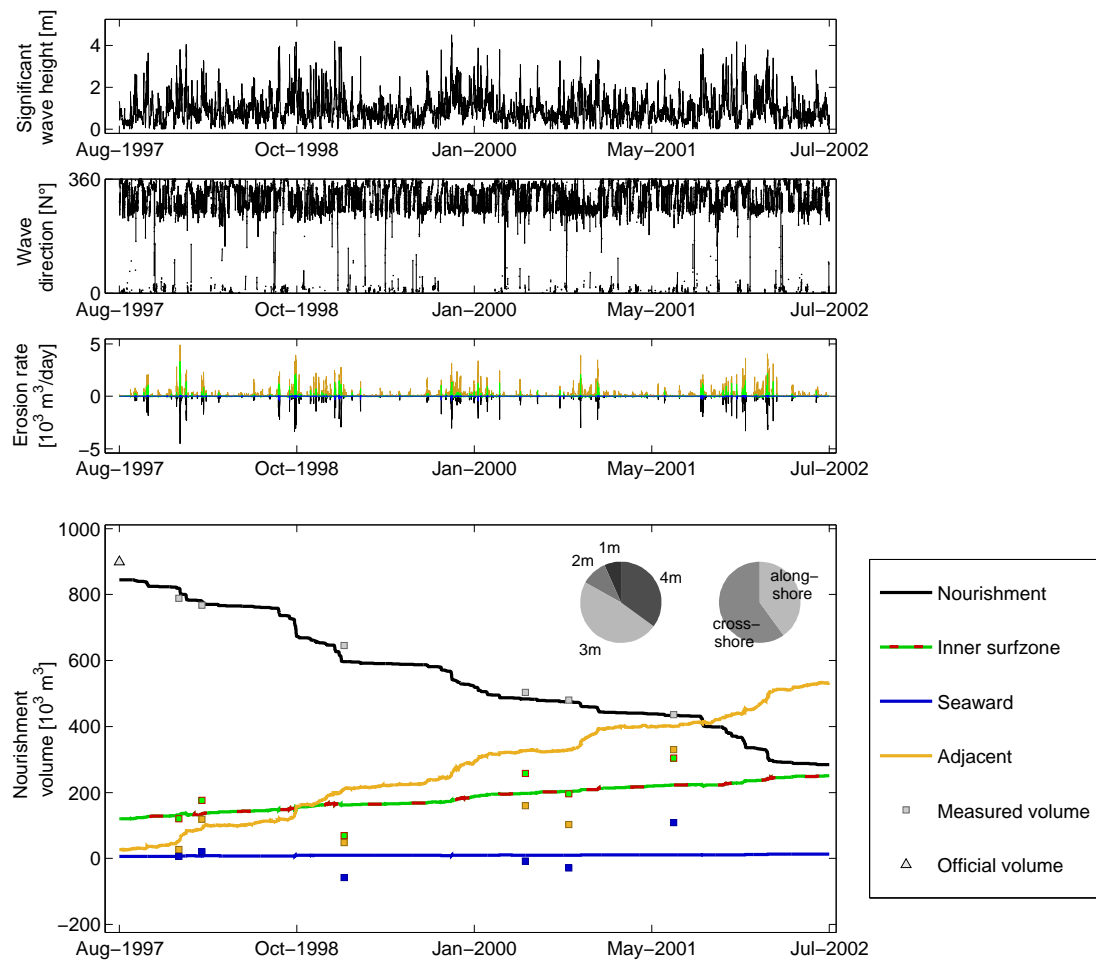 Significant
wave height [m]
4
2
0
Aug−1997 Oct−1998 Jan−2000 May−2001 Jul−2002
Wave
direction [N°]
360
0
Aug−1997 Oct−1998 Jan−2000 May−2001 Jul−2002
Erosion rate
[10³ m³/day]
5
0
−5
Aug−1997 Oct−1998 Jan−2000 May−2001 Jul−2002
Nourishment
volume [10³ m³]
1000
800
600
400
200
0
−200
Aug−1997 Oct−1998 Jan−2000 May−2001 Jul−2002
1m
2m
3m
4m
along−
shore
cross−
shore
Nourishment
Inner surfzone
Seaward
Adjacent
Measured volume
Official volume